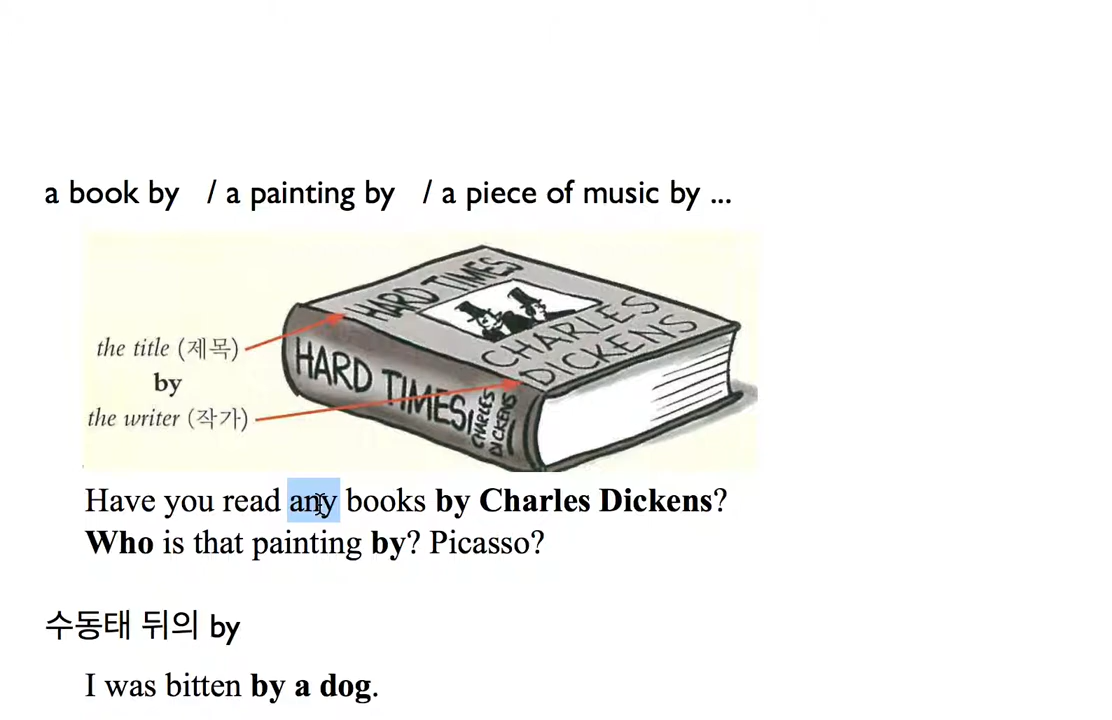 a book by / a painting by / a piece of music by ...
HARD TIMES
CHARLES
DICKENS
HARD TIMES
CHARLES
DICKENS
the title (제목)
by
the writer (작가)
Have you read any books by Charles Dickens?
Who is that painting by? Picasso?
수동태 뒤의 by
I was bitten by a dog.